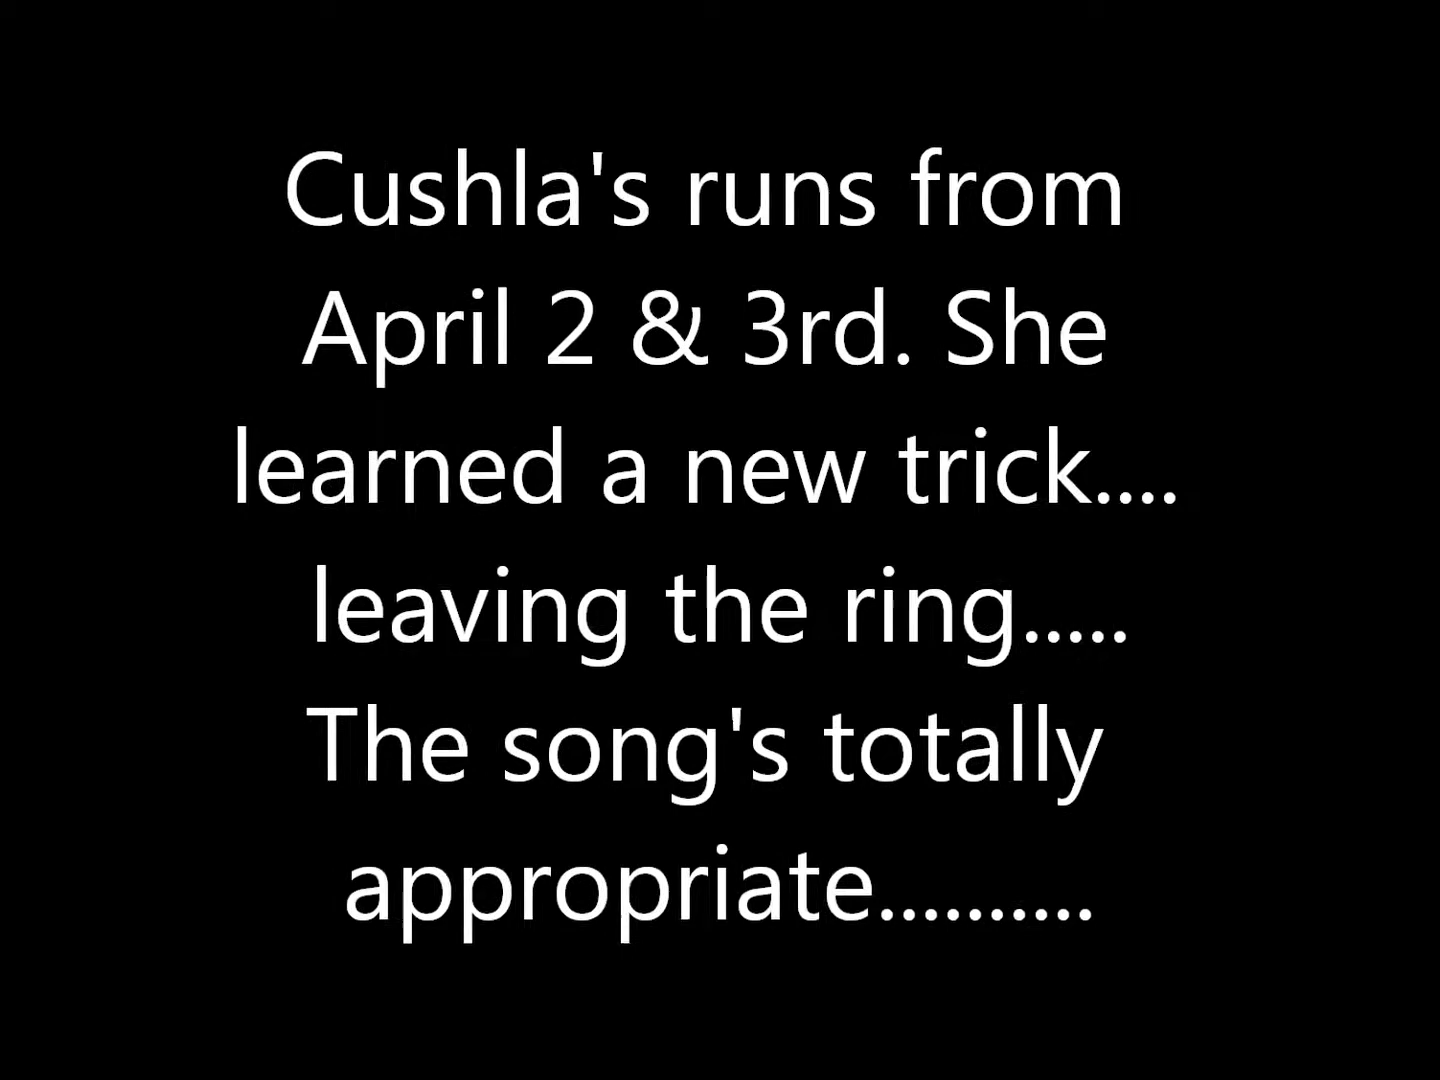 Cushla's runs from
April 2 & 3rd. She
learned a new trick....
leaving the ring.....
The song's totally
appropriate..........